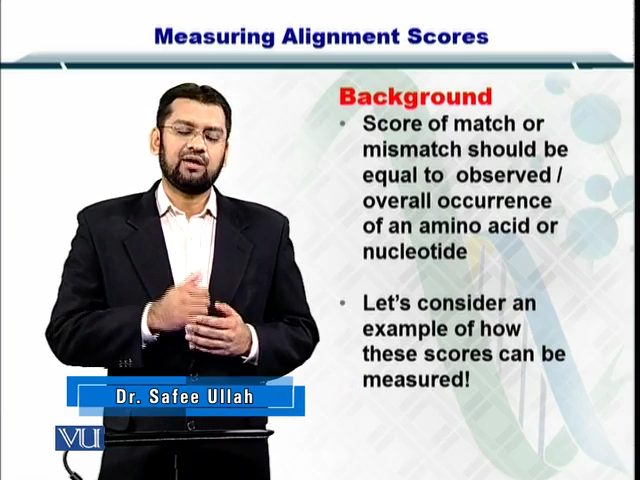 Measuring Alignment Scores
Background
• Score of match or
mismatch should be
equal to observed /
overall occurrence
of an amino acid or
nucleotide
• Let's consider an
example of how
these scores can be
measured!
Dr. Safee Ullah
VU